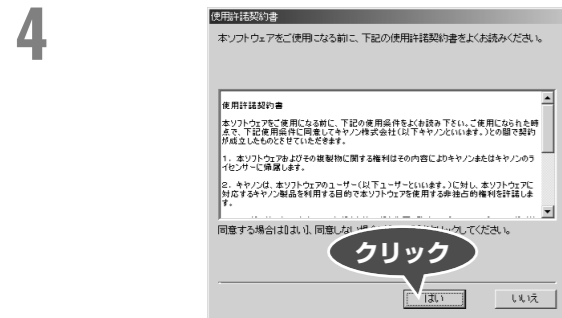 4
使用許諾契約書
本ソフトウェアをご使用になる前に、下記の使用許諾契約書をよくお読みください。
使用許諾契約書
本ソフトウェアをご使用になる前に、下記の使用条件をよくお読み下さい。ご使用になられた時
点で、下記使用条件に同意してキヤノン株式会社（以下キヤノンといいます。）との間で契約
が成立したものとさせていただきます。
1. 本ソフトウェアおよびその複製物に関する権利はその内容によりキヤノンまたはキヤノンのラ
イセンサーに帰属します。
2. キヤノンは、本ソフトウェアのユーザー（以下ユーザーといいます。）に対し、本ソフトウェアに
対応するキヤノン製品を利用する目的で本ソフトウェアを使用する非独占的権利を許諾しま
す。
同意する場合は[はい]、同意しない場
クしてください。
クリック
はい
いいえ